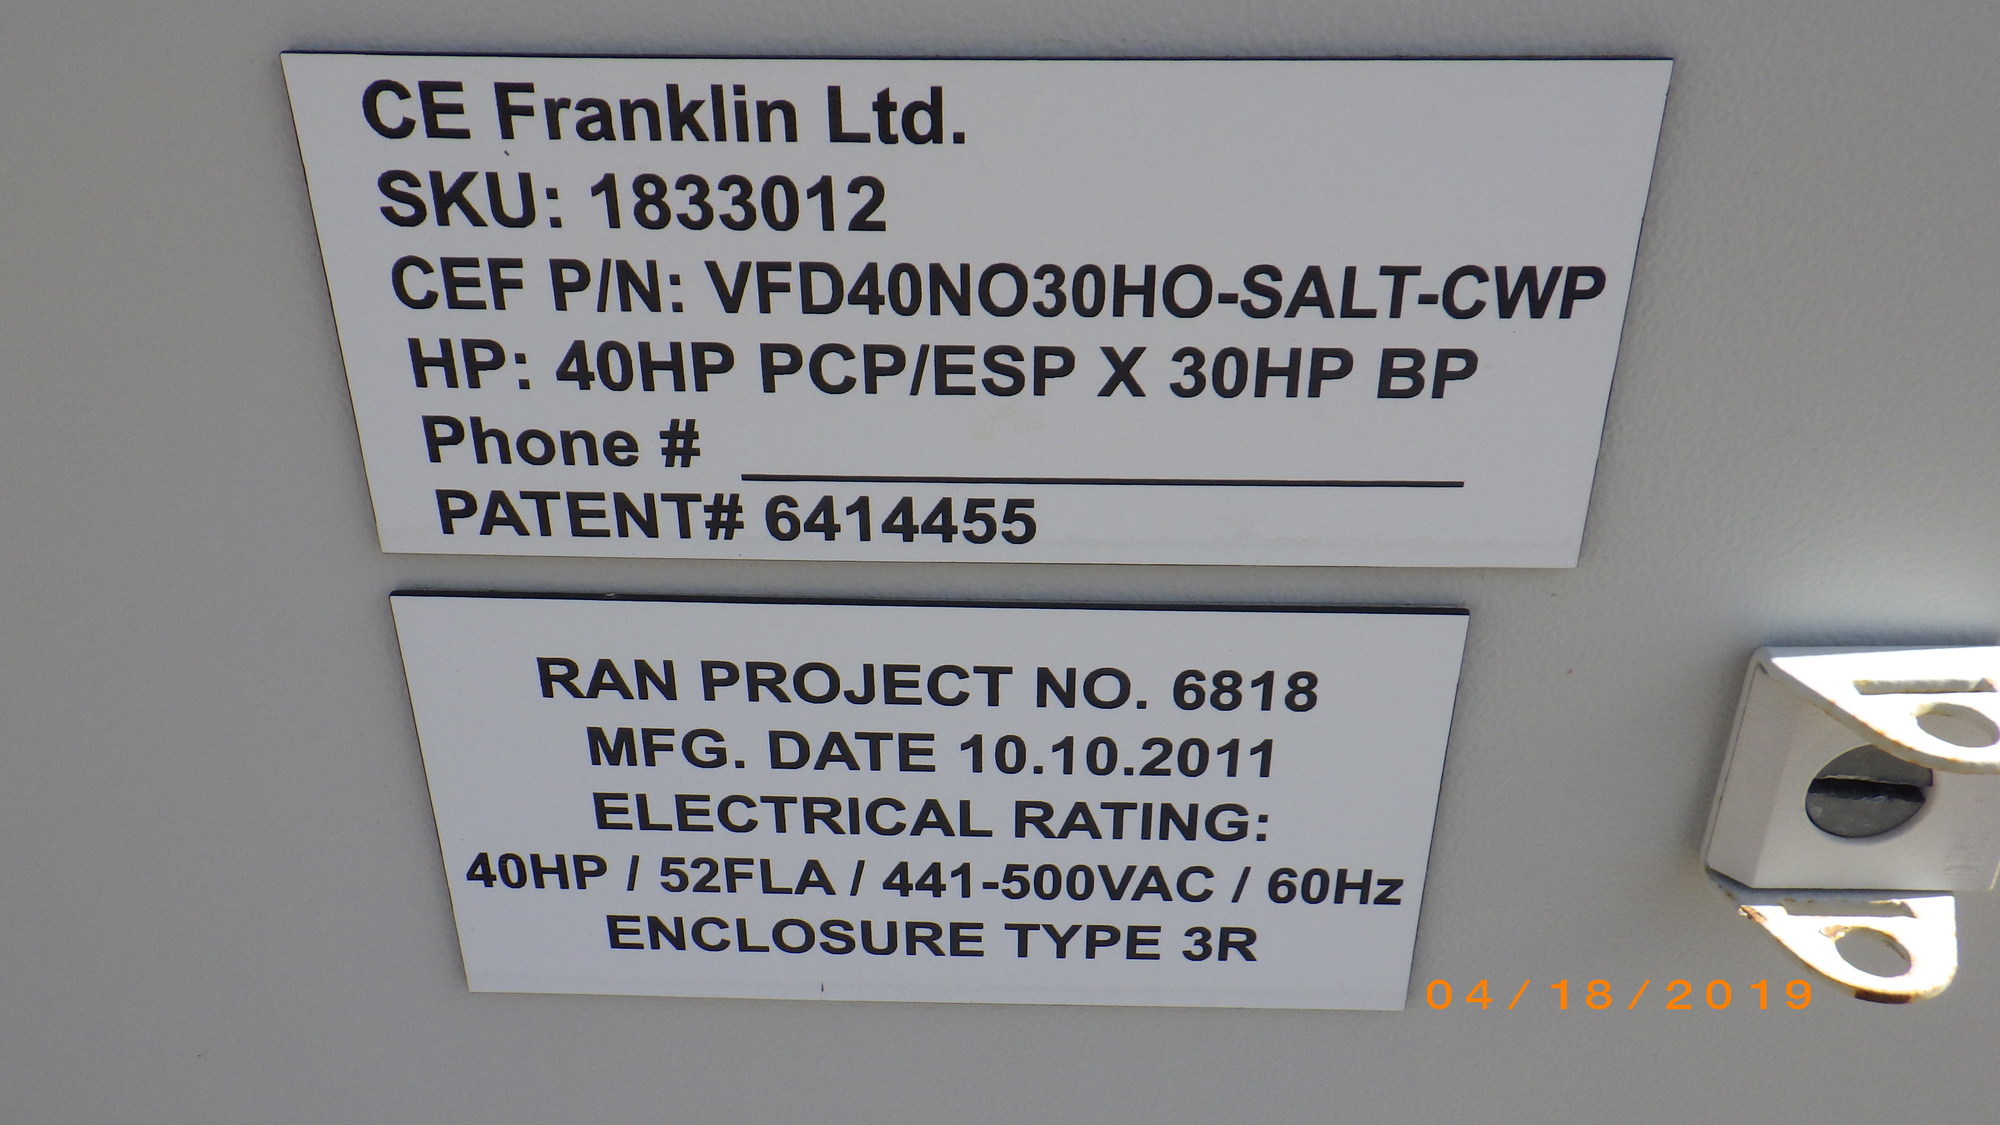 CE Franklin Ltd.
SKU: 1833012
CEF P/N: VFD40NO30HO-SALT-CWP
HP: 40HP PCP/ESP X 30HP BP
Phone #
PATENT# 6414455
RAN PROJECT NO. 6818
MFG. DATE 10.10.2011
ELECTRICAL RATING:
40HP / 52FLA / 441-500VAC / 60Hz
ENCLOSURE TYPE 3R
04/18/2019